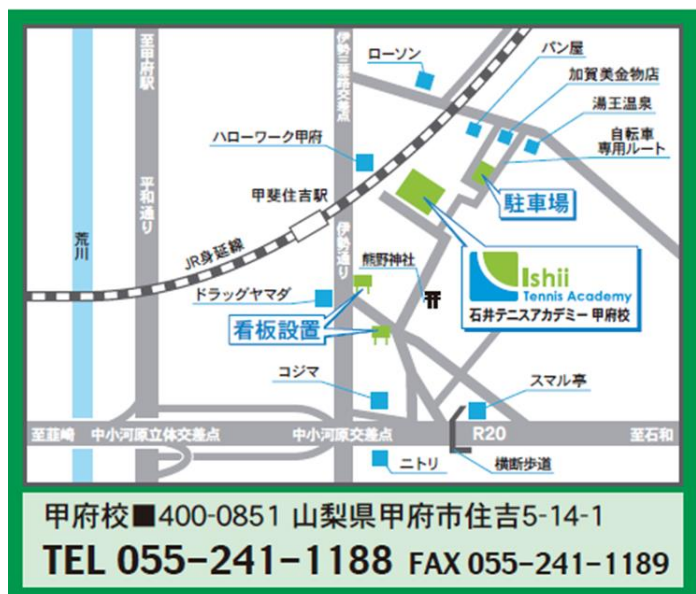 至甲府駅
伊勢三差路交差点
ローソン
パン屋
加賀美金物店
湯王温泉
自転車
専用ルート
ハローワーク甲府
駐車場
甲斐住吉駅
平和通り
荒川
JR身延線
伊勢通り
熊野神社
Ishii
Tennis Academy
石井テニスアカデミー 甲府校
ドラッグヤマダ
看板設置
コジマ
スマル亭
至韮崎
中小河原立体交差点
中小河原交差点
R20
至石和
ニトリ
横断歩道
甲府校■400-0851 山梨県甲府市住吉5-14-1
TEL 055-241-1188 FAX 055-241-1189